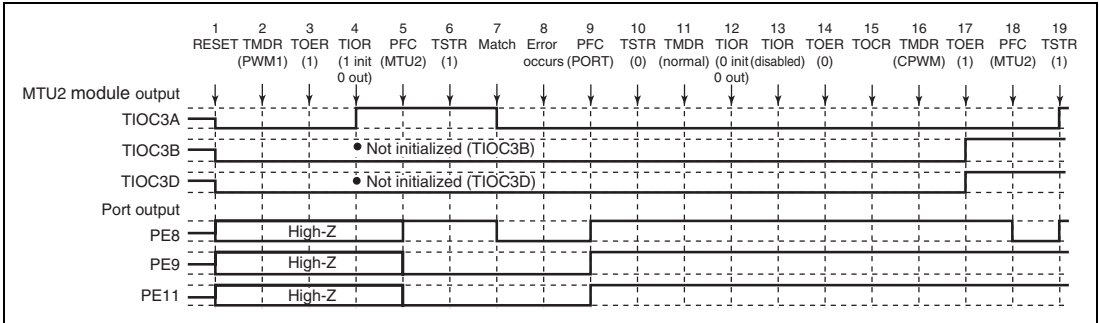 1 2 3 4 5 6 7 8 9 10 11 12 13 14 15 16 17 18 19
RESET TMDR TOER TIOR PFC TSTR Match Error PFC TSTR TMDR TIOR TIOR TOER TOCR TMDR TOER PFC TSTR
(PWM1) (1) (1 init (MTU2) (1) occurs (PORT) (0) (normal) (0 init (disabled) (0) (CPWM) (1) (MTU2) (1)
0 out) 0 out)
MTU2 module output
TIOC3A
TIOC3B • Not initialized (TIOC3B)
TIOC3D • Not initialized (TIOC3D)
Port output
PE8 High-Z
PE9 High-Z
PE11 High-Z